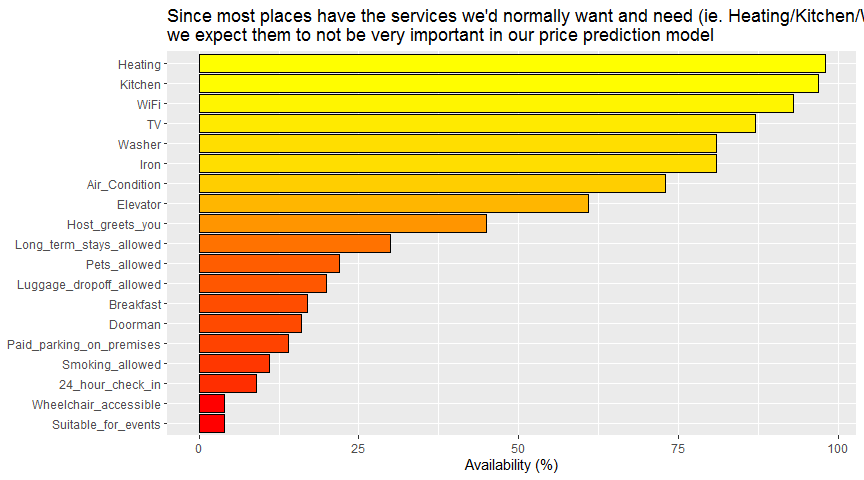 Since most places have the services we'd normally want and need (ie. Heating/Kitchen/
we expect them to not be very important in our price prediction model
Heating
Kitchen
WiFi
TV
Washer
Iron
Air_Condition
Elevator
Host_greets_you
Long_term_stays_allowed
Pets_allowed
Luggage_dropoff_allowed
Breakfast
Doorman
Paid_parking_on_premises
Smoking_allowed
24_hour_check_in
Wheelchair_accessible
Suitable_for_events
0 25 50 75 100
Availability (%)